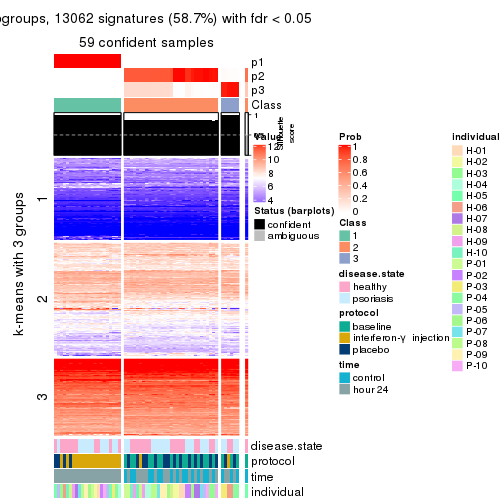 ogroups, 13062 signatures (58.7%) with fdr < 0.05
59 confident samples
p1
p2
p3
Class
1
Silhouette
score
k-means with 3 groups
1
2
3
disease.state
protocol
time
individual
Value
12
10
8
6
4
Status (barplots)
confident
ambiguous
Prob
1
0.8
0.6
0.4
0.2
0
Class
1
2
3
disease.state
healthy
psoriasis
protocol
baseline
interferon-γ injection
placebo
time
control
hour 24
individual
H-01
H-02
H-03
H-04
H-05
H-06
H-07
H-08
H-09
H-10
P-01
P-02
P-03
P-04
P-05
P-06
P-07
P-08
P-09
P-10